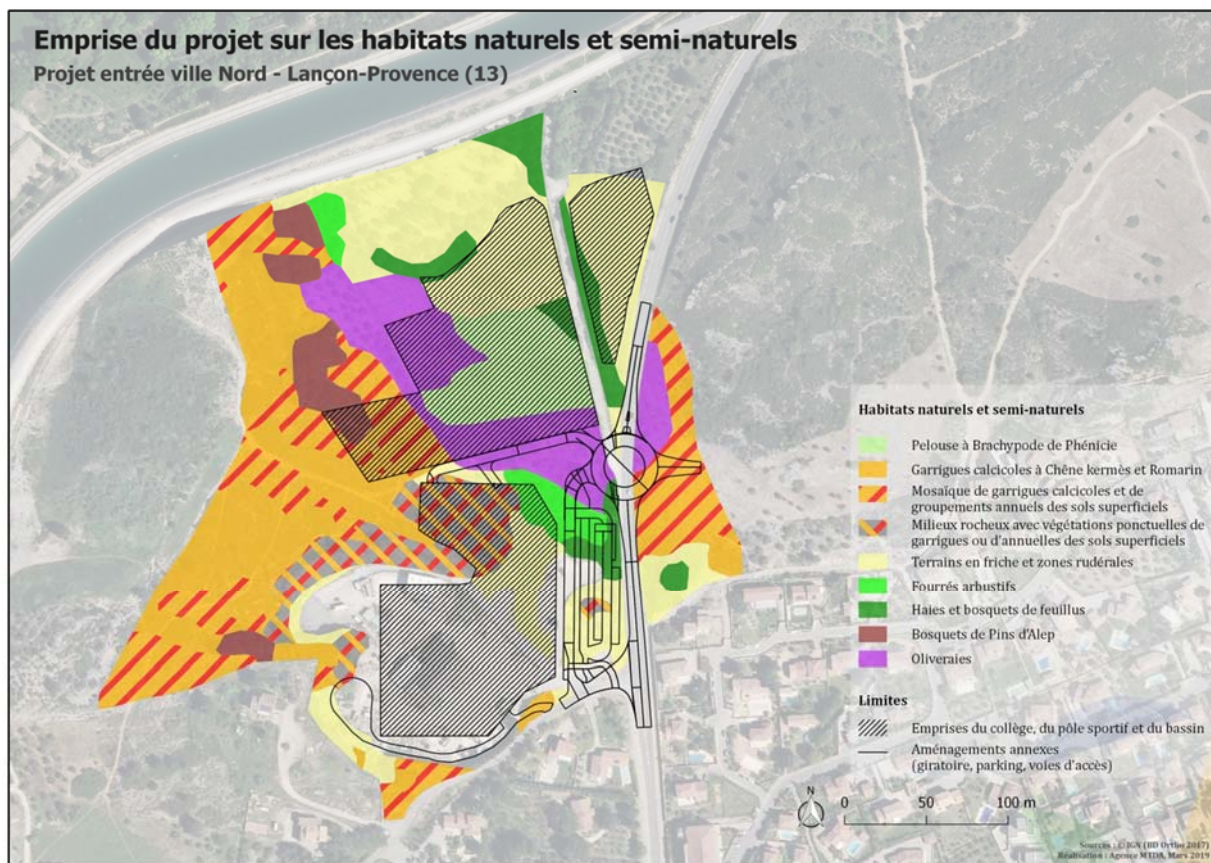 Emprise du projet sur les habitats naturels et semi-naturels
Projet entrée ville Nord - Lançon-Provence (13)
Habitats naturels et semi-naturels
Pelouse à Brachypode de Phénicie
Garrigues calcicoles à Chêne kermès et Romarin
Mosaïque de garrigues calcicoles et de
groupements annuels des sols superficiels
Milieux rocheux avec végétations ponctuelles de
garrigues ou d'annuelles des sols superficiels
Terrains en friche et zones rudérales
Fourrés arbustifs
Haies et bosquets de feuillus
Bosquets de Pins d'Alep
Oliveraies
Limites
Emprises du collège, du pôle sportif et du bassin
Aménagements annexes
(giratoire, parking, voies d'accès)
N
0 50 100 m
Sources : © IGN (BD Ortho 2017)
Réalisation : Agence MTDA, Mars 2019